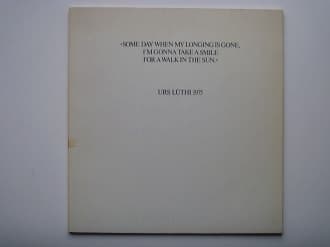 «SOME DAY WHEN MY LONGING IS GONE,
I'M GONNA TAKE A SMILE
FOR A WALK IN THE SUN.»
URS LÜTHI 1975